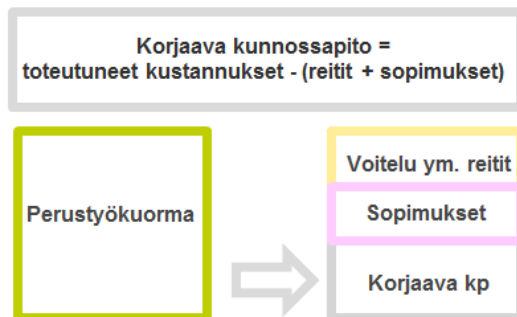 Korjaava kunnossapito =
toteutuneet kustannukset - (reitit + sopimukset)
Perustyökuorma
Voitelu ym. reitit
Sopimukset
Korjaava kp